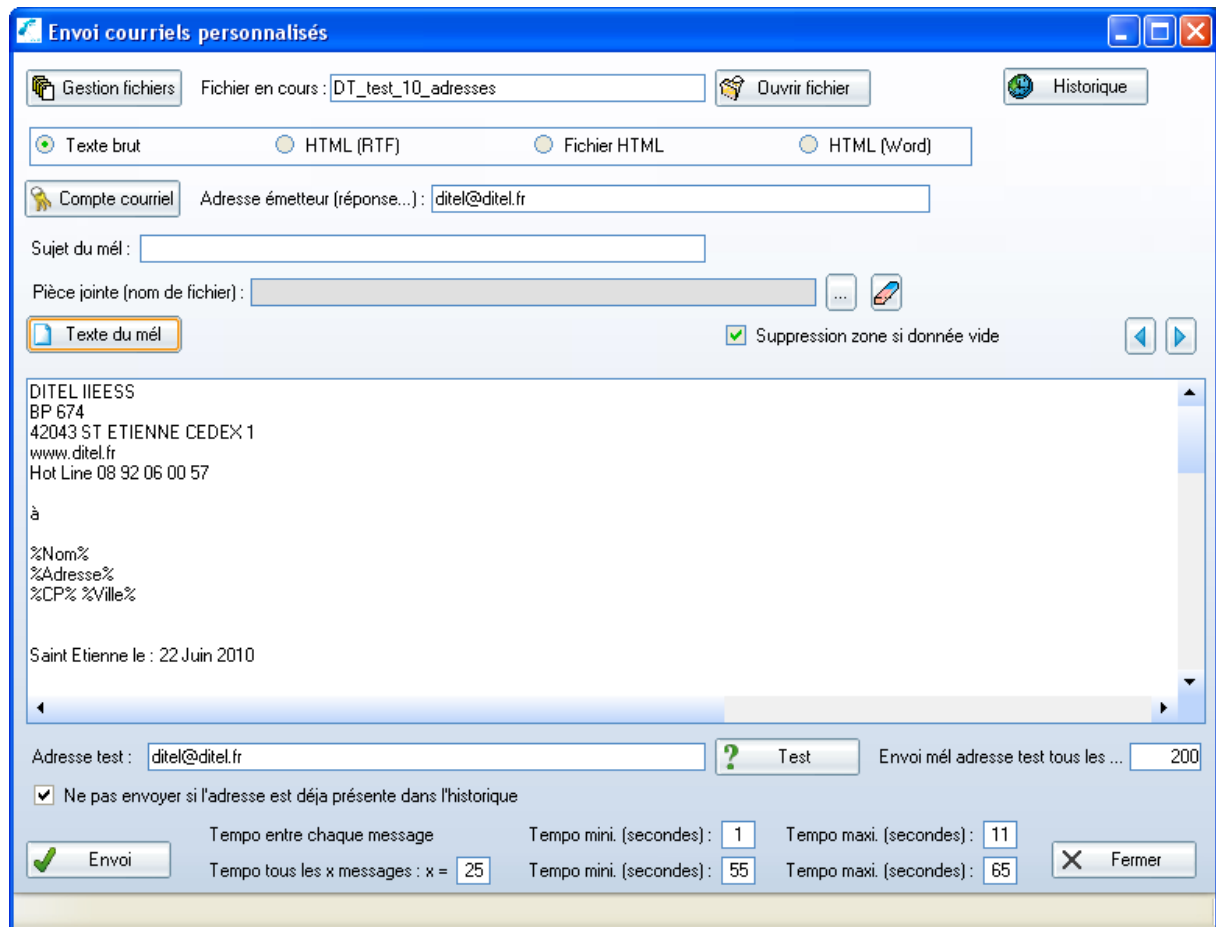 Envoi courriels personnalisés
Gestion fichiers Fichier en cours : DT_test_10_adresses Ouvrir fichier Historique
Texte brut HTML (RTF) Fichier HTML HTML (Word)
Compte courriel Adresse émetteur (réponse...) : ditel@ditel.fr
Sujet du mél :
Pièce jointe (nom de fichier) : ...
Texte du mél Suppression zone si donnée vide
DITEL IIEESS
BP 674
42043 ST ETIENNE CEDEX 1
www.ditel.fr
Hot Line 08 92 06 00 57
à
%Nom%
%Adresse%
%CP% %Ville%
Saint Etienne le : 22 Juin 2010
Adresse test : ditel@ditel.fr Test Envoi mél adresse test tous les ... 200
Ne pas envoyer si l'adresse est déja présente dans l'historique
Tempo entre chaque message Tempo mini. (secondes) : 1 Tempo maxi. (secondes) : 11
Envoi Fermer
Tempo tous les x messages : x = 25 Tempo mini. (secondes) : 55 Tempo maxi. (secondes) : 65